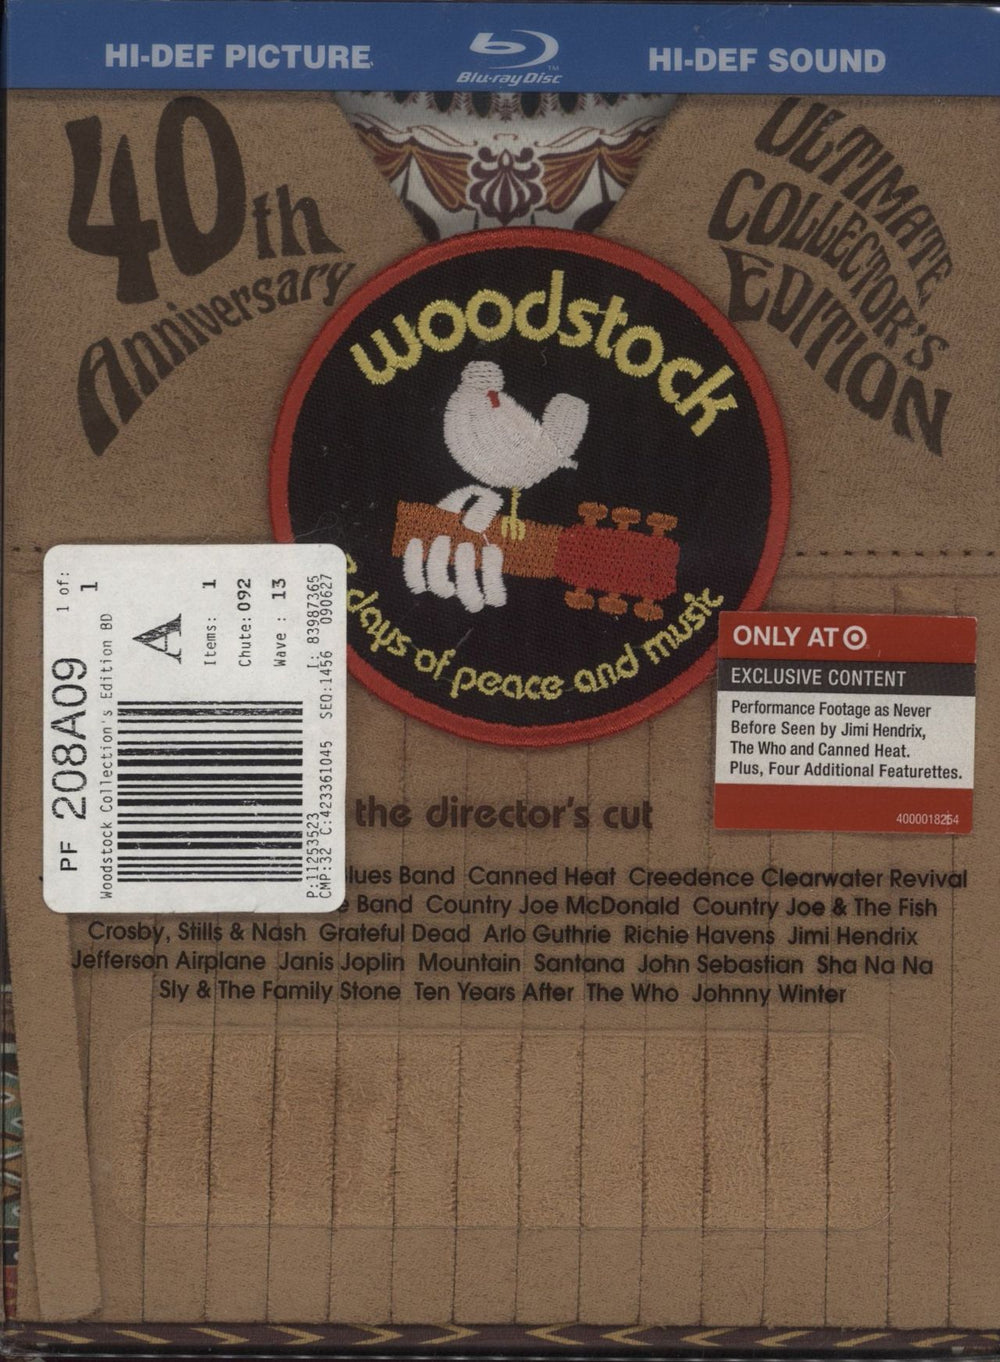 HI-DEF PICTURE
Blu-ray Disc
TM
HI-DEF SOUND
40th
Anniversary
ULTIMATE
COLLECTOR'S
EDITION
woodstock
days of peace and music
PF 208A09
1 of:
1
Woodstock Collection's Edition BD
A
Items: 1
Chute: 092
Wave : 13
P:11253523
CMP:32 C:423361045 SEQ:1456 090627
I: 83987365
ONLY AT
EXCLUSIVE CONTENT
Performance Footage as Never
Before Seen by Jimi Hendrix,
The Who and Canned Heat.
Plus, Four Additional Featurettes.
4000018254
the director's cut
Blues Band Canned Heat Creedence Clearwater Revival
Band Country Joe McDonald Country Joe & The Fish
Crosby, Stills & Nash Grateful Dead Arlo Guthrie Richie Havens Jimi Hendrix
Jefferson Airplane Janis Joplin Mountain Santana John Sebastian Sha Na Na
Sly & The Family Stone Ten Years After The Who Johnny Winter